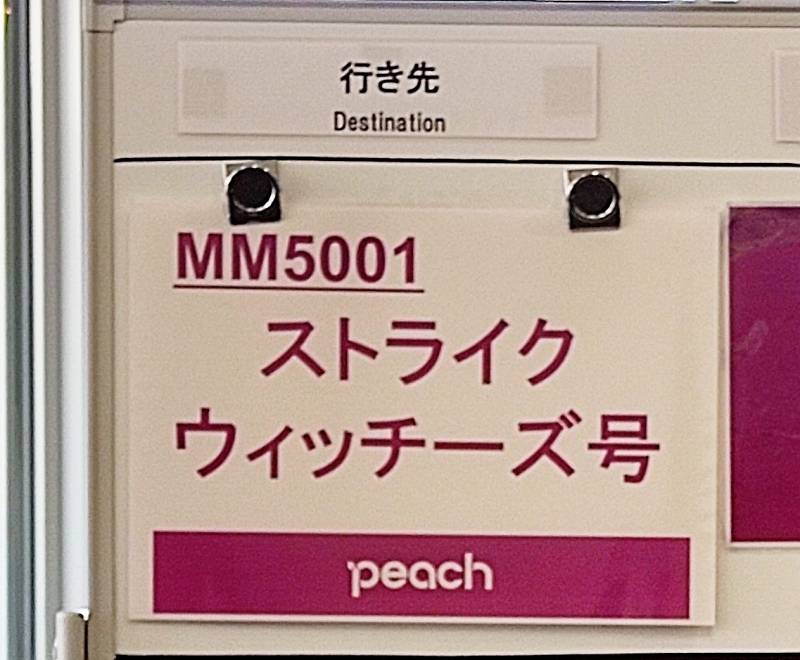 行き先
Destination
MM5001
ストライク
ウィッチーズ号
peach